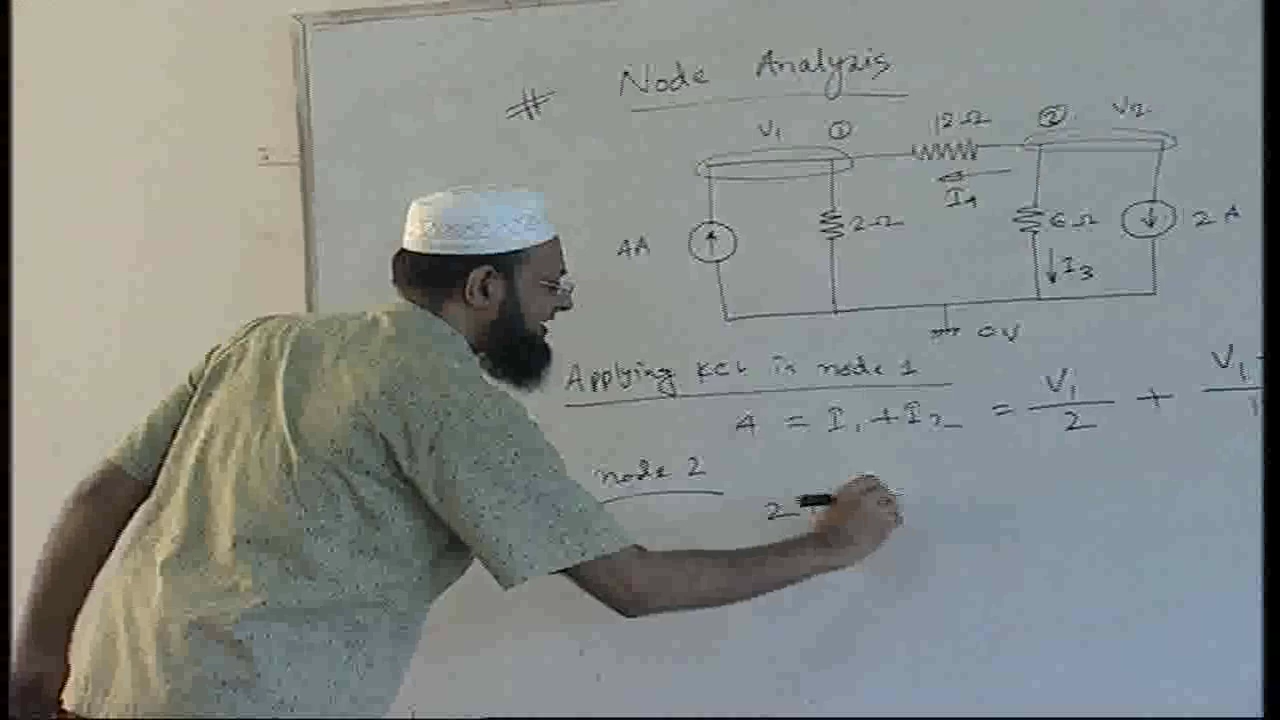 # Node Analysis
V₁ ① 12Ω ② V₂
I₄
4A 2Ω 6Ω 2A
I₃
0V
Applying KCL in node 1
4 = I₁ + I₂ = V₁/2 + V₁
node 2
2